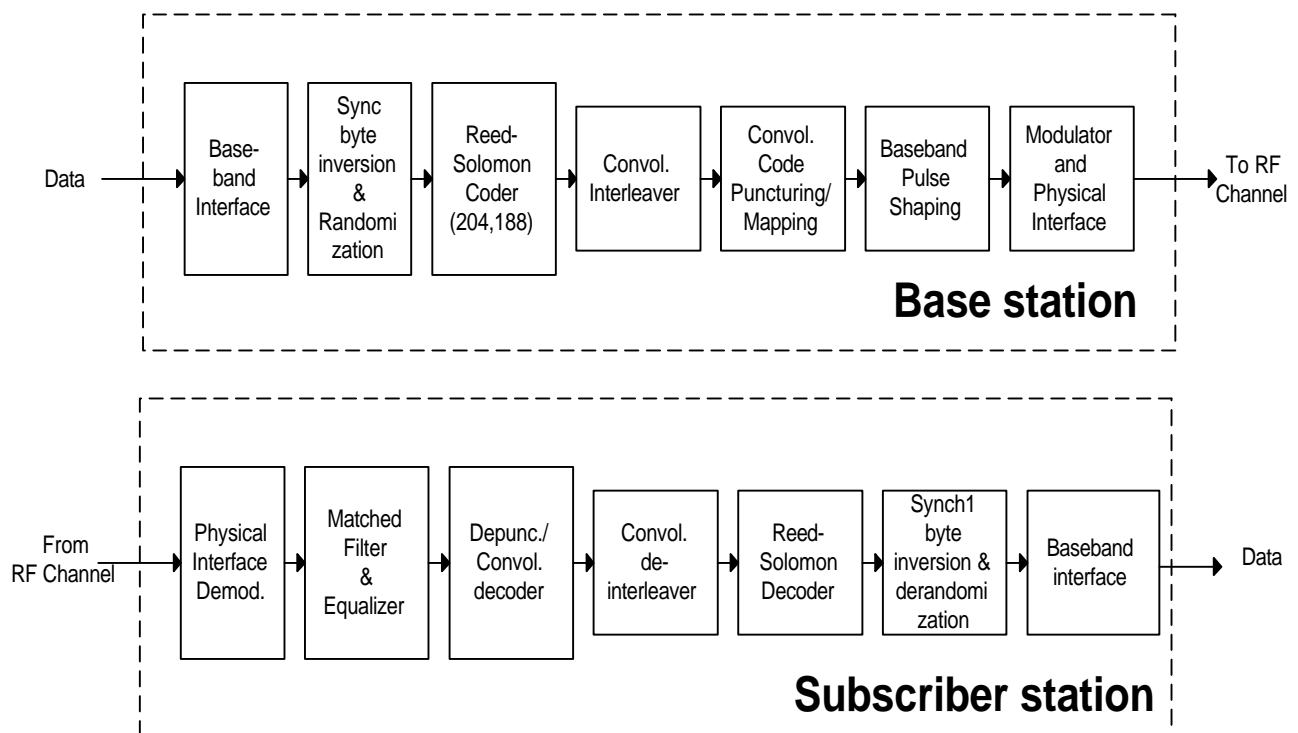 Data
Base-
band
Interface
Sync
byte
inversion
&
Randomi
zation
Reed-
Solomon
Coder
(204,188)
Convol.
Interleaver
Convol.
Code
Puncturing/
Mapping
Baseband
Pulse
Shaping
Modulator
and
Physical
Interface
To RF
Channel
Base station
From
RF Channel
Physical
Interface
Demod.
Matched
Filter
&
Equalizer
Depunc./
Convol.
decoder
Convol.
de-
interleaver
Reed-
Solomon
Decoder
Synch1
byte
inversion &
derandomi
zation
Baseband
interface
Data
Subscriber station